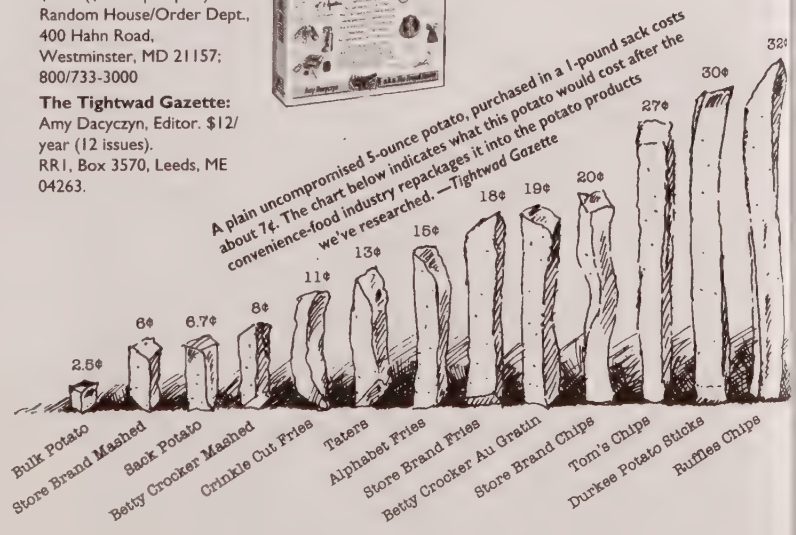 Random House/Order Dept.,
400 Hahn Road,
Westminster, MD 21157;
800/733-3000
The Tightwad Gazette:
Amy Dacyczyn, Editor. $12/
year (12 issues).
RR1, Box 3570, Leeds, ME
04263.
A plain uncompromised 5-ounce potato, purchased in a 1-pound sack costs
about 7¢. The chart below indicates what this potato would cost after the
convenience-food industry repackages it into the potato products
we've researched. —Tightwad Gazette
2.5¢
6¢
6.7¢
8¢
11¢
13¢
15¢
18¢
19¢
20¢
27¢
30¢
32¢
Bulk Potato
Store Brand Mashed
Sack Potato
Betty Crocker Mashed
Crinkle Cut Fries
Taters
Alphabet Fries
Store Brand Fries
Betty Crocker Au Gratin
Store Brand Chips
Tom's Chips
Durkee Potato Sticks
Ruffles Chips